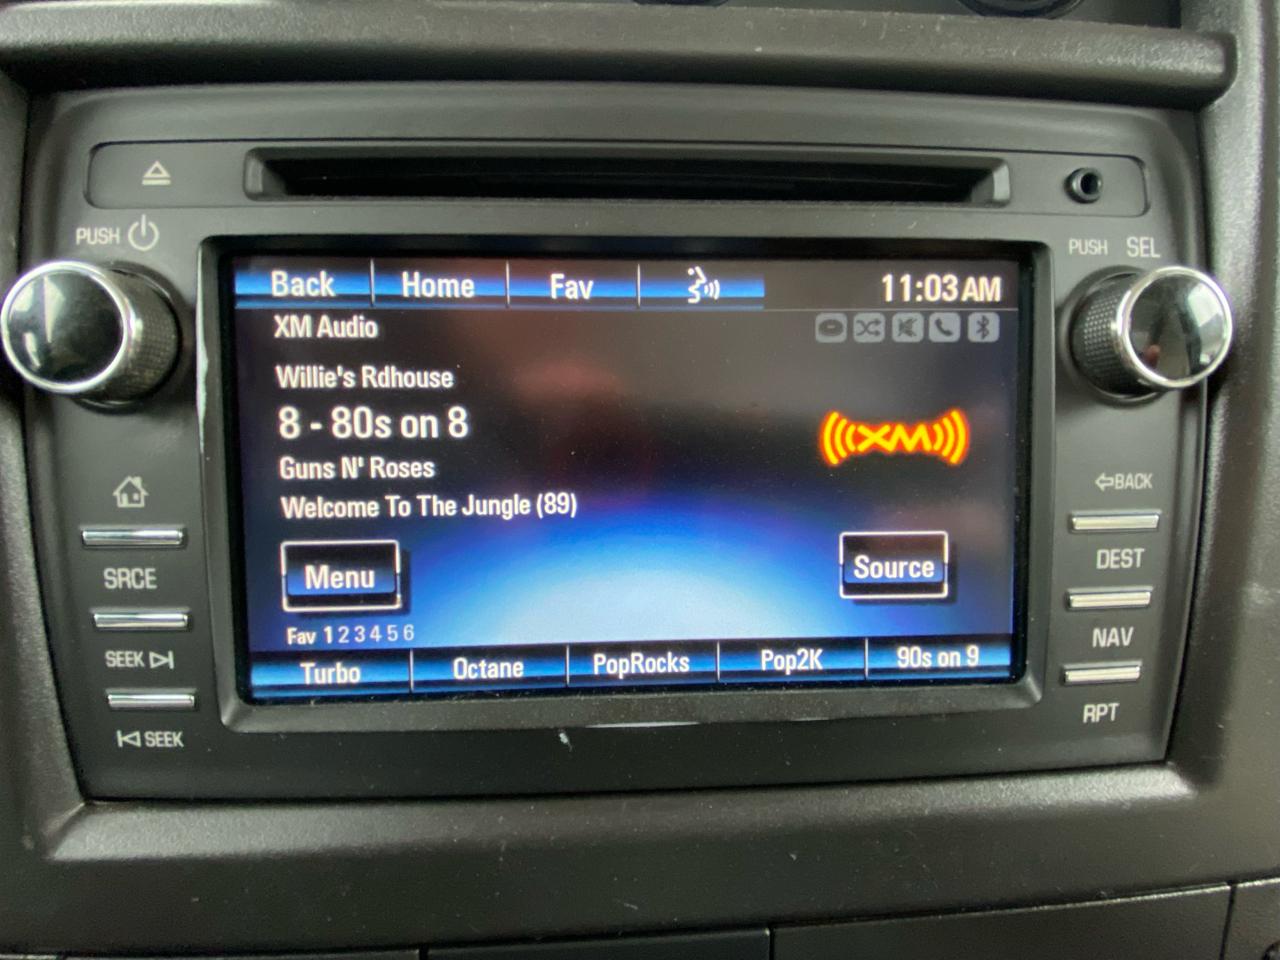 PUSH
PUSH SEL
Back Home Fav 11:03 AM
XM Audio
Willie's Rdhouse
8 - 80s on 8
XM
Guns N' Roses
Welcome To The Jungle (89)
Menu Source
Fav 1 2 3 4 5 6
Turbo Octane PopRocks Pop2K 90s on 9
SRCE
SEEK
SEEK
BACK
DEST
NAV
RPT